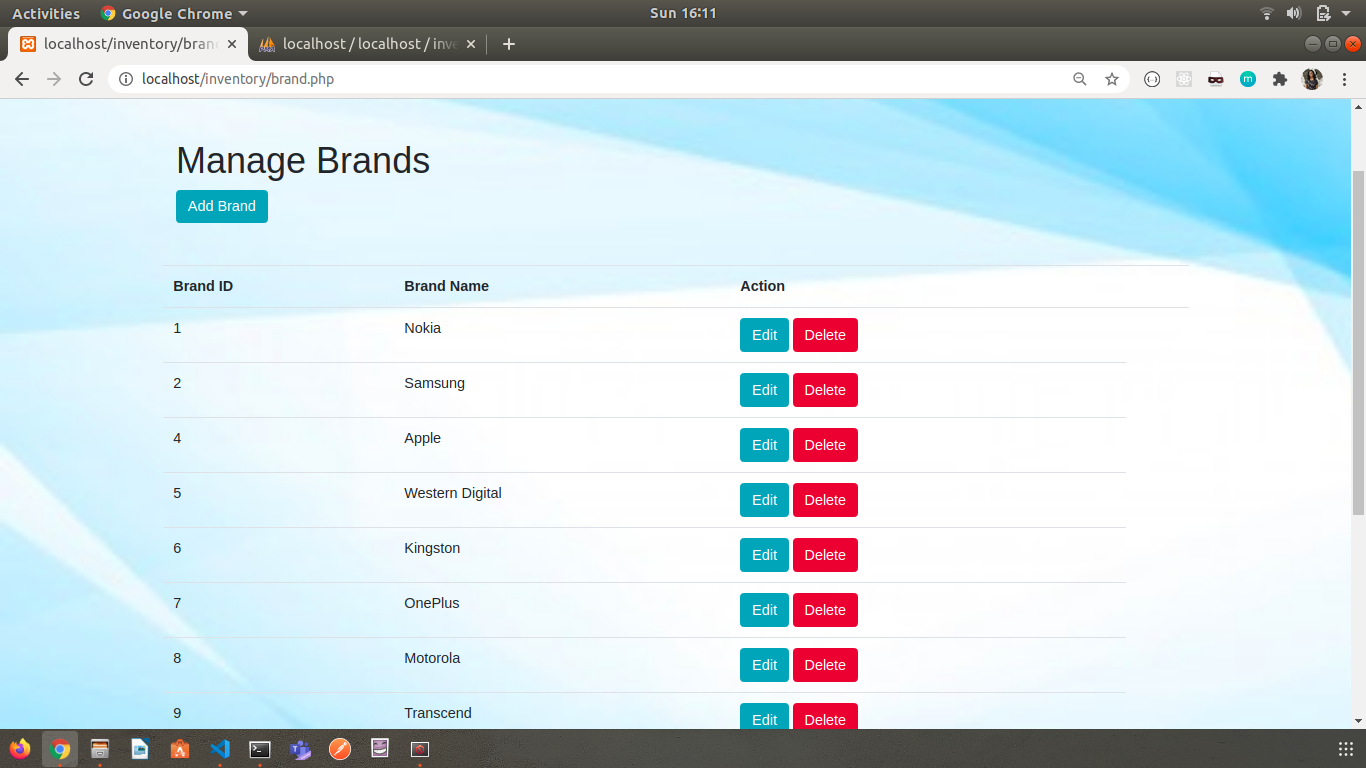 Activities Google Chrome Sun 16:11
localhost/inventory/bran localhost / localhost / inve
localhost/inventory/brand.php
Manage Brands
Add Brand
Brand ID Brand Name Action
1 Nokia Edit Delete
2 Samsung Edit Delete
4 Apple Edit Delete
5 Western Digital Edit Delete
6 Kingston Edit Delete
7 OnePlus Edit Delete
8 Motorola Edit Delete
9 Transcend Edit Delete